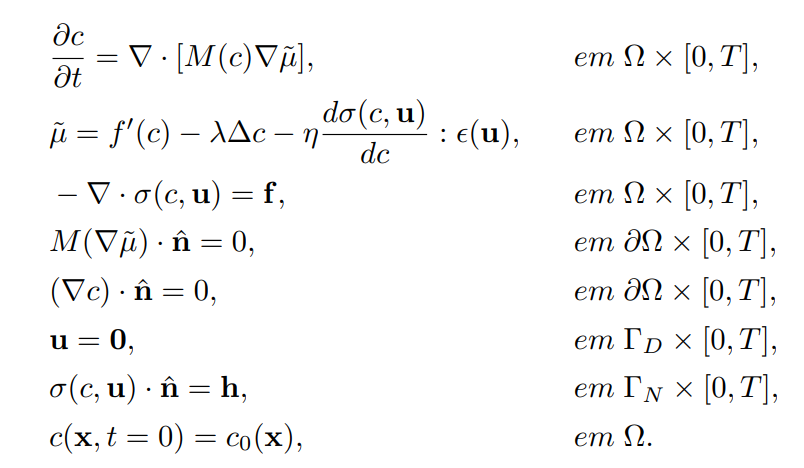 ∂c/∂t = ∇ · [M(c)∇μ̃], em Ω × [0, T],
μ̃ = f′(c) − λΔc − η dσ(c, u)/dc : ϵ(u), em Ω × [0, T],
− ∇ · σ(c, u) = f, em Ω × [0, T],
M(∇μ̃) · n̂ = 0, em ∂Ω × [0, T],
(∇c) · n̂ = 0, em ∂Ω × [0, T],
u = 0, em Γ_D × [0, T],
σ(c, u) · n̂ = h, em Γ_N × [0, T],
c(x, t = 0) = c₀(x), em Ω.